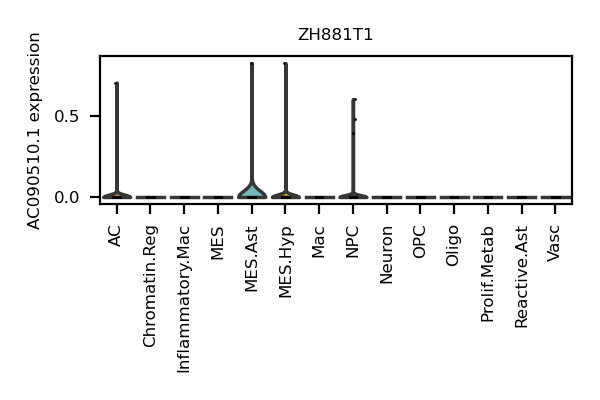 ZH881T1
AC090510.1 expression
0.5
0.0
AC
Chromatin.Reg
Inflammatory.Mac
MES
MES.Ast
MES.Hyp
Mac
NPC
Neuron
OPC
Oligo
Prolif.Metab
Reactive.Ast
Vasc